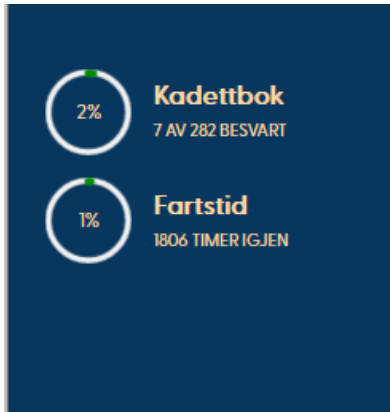 2%
Kadettbok
7 AV 282 BESVART
1%
Fartstid
1806 TIMER IGJEN